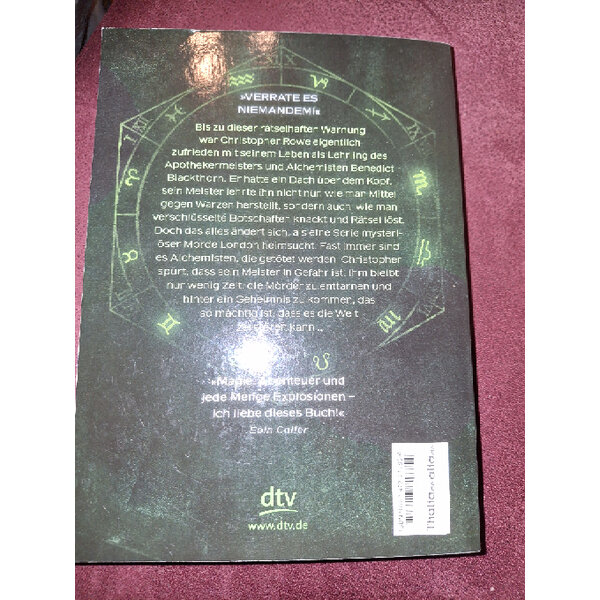 »VERRATE ES
NIEMANDEM!«
Bis zu dieser rätselhaften Warnung
war Christopher Rowe eigentlich
zufrieden mit seinem Leben als Lehrling des
Apothekermeisters und Alchemisten Benedict
Blackthorn. Er hatte ein Dach über dem Kopf,
sein Meister lehrte ihn nicht nur, wie man Mittel
gegen Warzen herstellt, sondern auch, wie man
verschlüsselte Botschaften knackt und Rätsel löst.
Doch das alles ändert sich, als eine Serie mysteri-
öser Morde London heimsucht. Fast immer sind
es Alchemisten, die getötet werden. Christopher
spürt, dass sein Meister in Gefahr ist. Ihm bleibt
nur wenig Zeit, die Mörder zu enttarnen und
hinter ein Geheimnis zu kommen, das
so mächtig ist, dass es die Welt
zerstören kann ...
»Magie, Abenteuer und
jede Menge Explosionen –
ich liebe dieses Buch!«
Eoin Colfer
dtv
www.dtv.de
Thalia